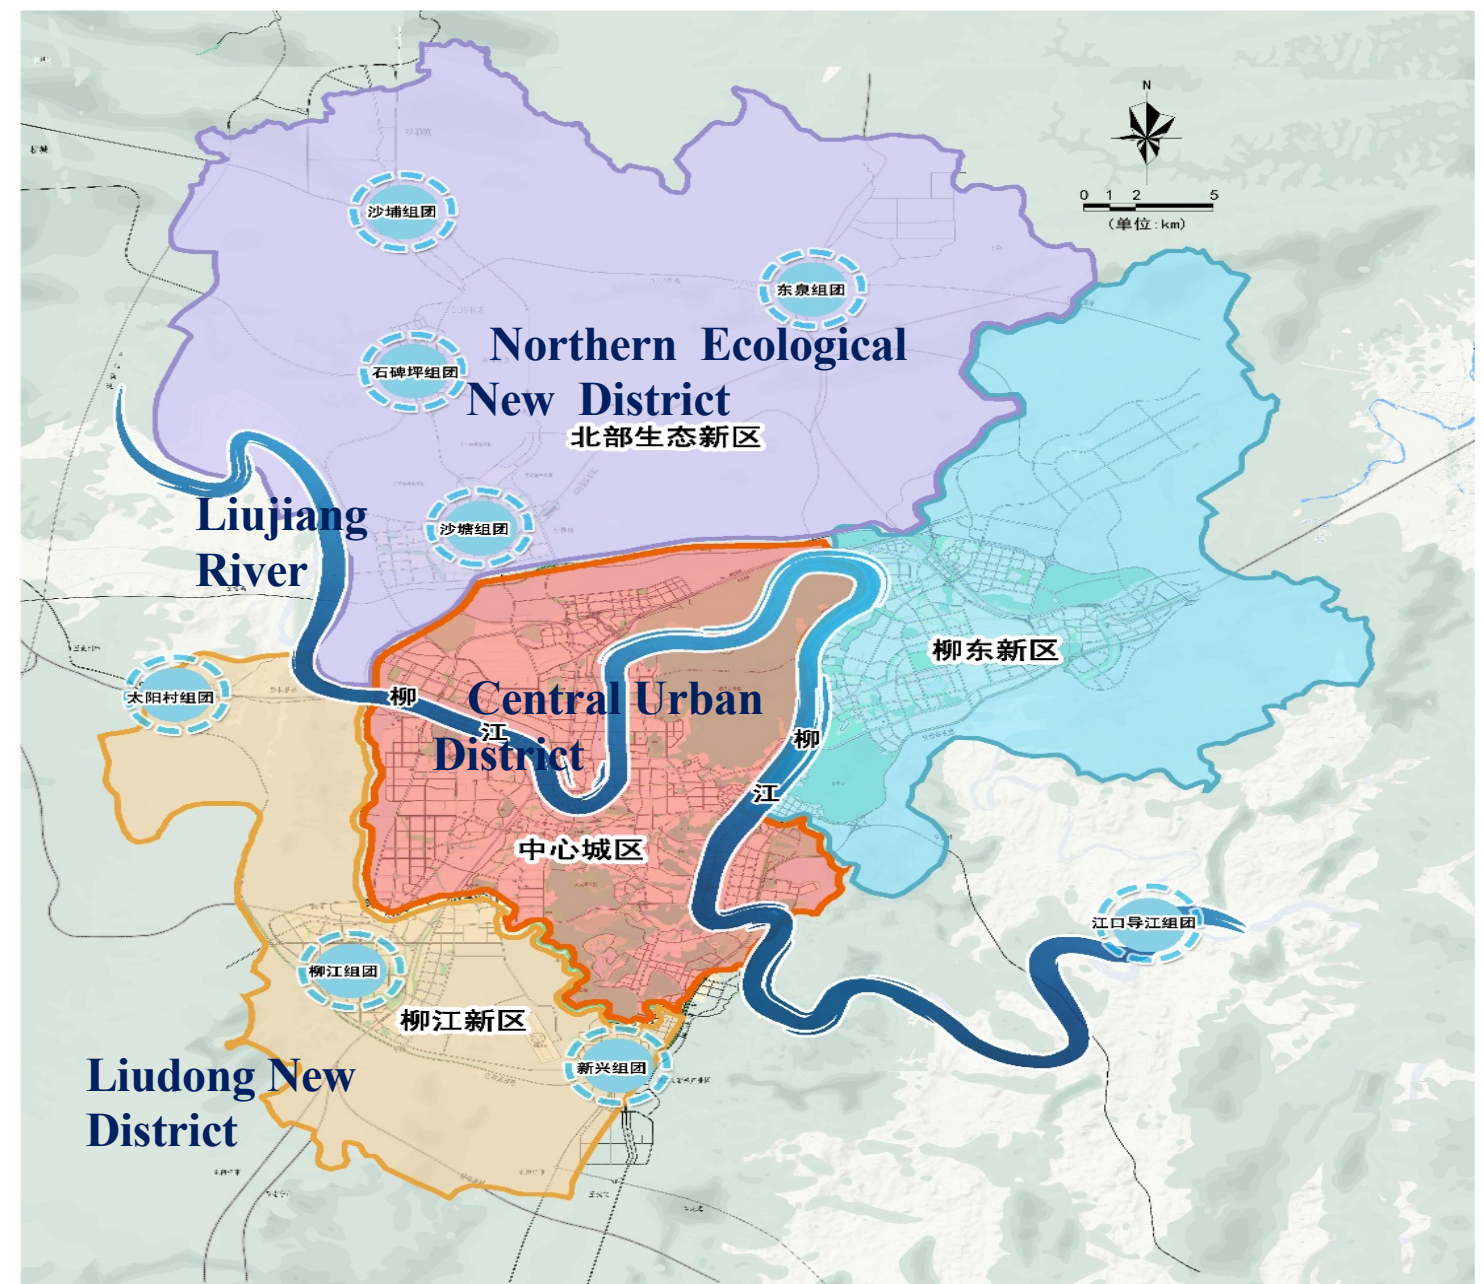 N
0 1 2 5
(单位:km)
沙埔组团
东泉组团
石碑坪组团
Northern Ecological
New District
北部生态新区
沙塘组团
Liujiang
River
柳东新区
太阳村组团
柳
江
Central Urban
District
柳
江
中心城区
江口导江组团
柳江组团
柳江新区
新兴组团
Liudong New
District